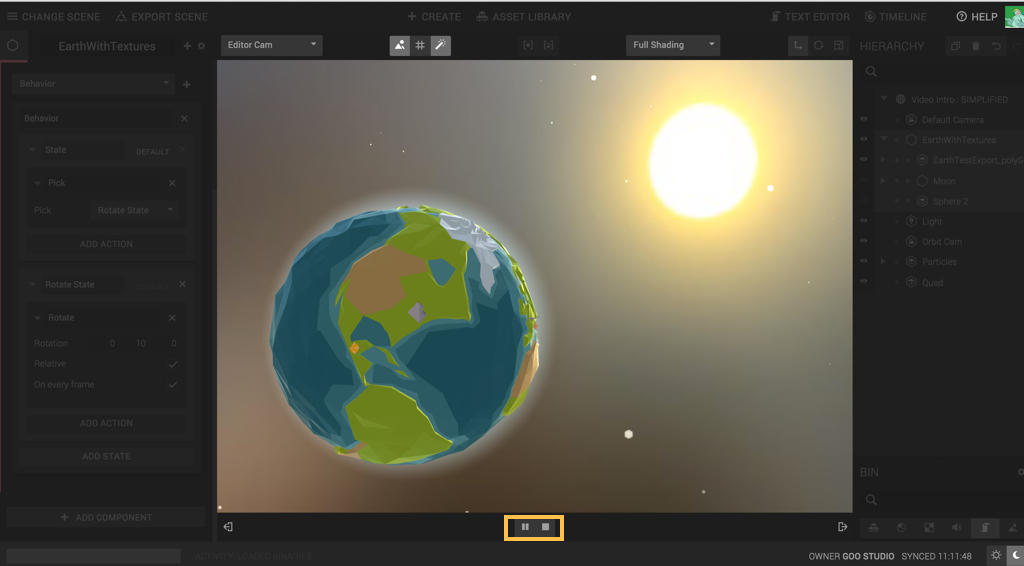 CHANGE SCENE
EXPORT SCENE
CREATE
ASSET LIBRARY
TEXT EDITOR
TIMELINE
HELP
EarthWithTextures
Editor Cam
Full Shading
HIERARCHY
Behavior
Behavior
State
DEFAULT
Pick
Pick
Rotate State
ADD ACTION
Rotate State
Rotate
Rotation 0 10 0
Relative
On every frame
ADD ACTION
ADD STATE
ADD COMPONENT
Video Intro : SIMPLIFIED
Default Camera
EarthWithTextures
EarthTestExport_polyS
Moon
Sphere 2
Light
Orbit Cam
Particles
Quad
BIN
ACTIVITY: LOADED BINARIES
OWNER GOO STUDIO SYNCED 11:11:48